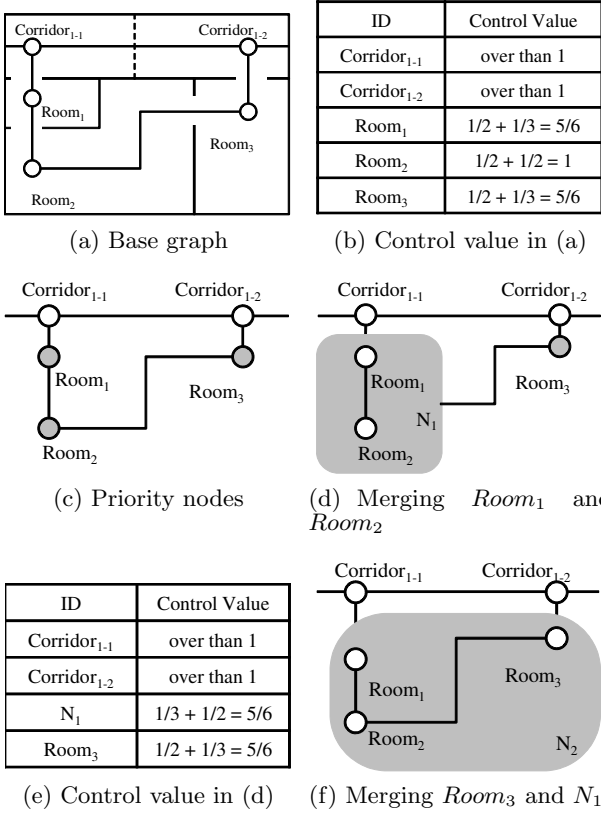 Corridor1-1 Corridor1-2
Room1
Room3
Room2
(a) Base graph
ID Control Value
Corridor1-1 over than 1
Corridor1-2 over than 1
Room1 1/2 + 1/3 = 5/6
Room2 1/2 + 1/2 = 1
Room3 1/2 + 1/3 = 5/6
(b) Control value in (a)
Corridor1-1 Corridor1-2
Room1
Room3
Room2
(c) Priority nodes
Corridor1-1 Corridor1-2
Room1
Room3
N1
Room2
(d) Merging Room1 and
Room2
ID Control Value
Corridor1-1 over than 1
Corridor1-2 over than 1
N1 1/3 + 1/2 = 5/6
Room3 1/2 + 1/3 = 5/6
(e) Control value in (d)
Corridor1-1 Corridor1-2
Room3
Room1
Room2
N2
(f) Merging Room3 and N1